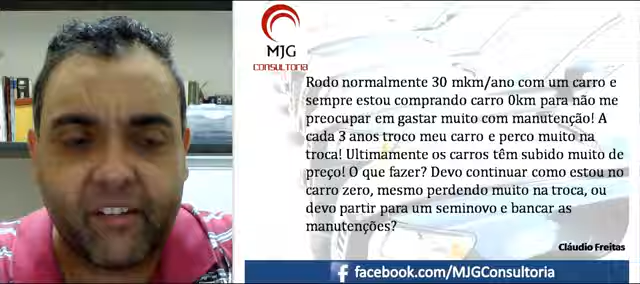 MJG
CONSULTORIA
Rodo normalmente 30 mkm/ano com um carro e
sempre estou comprando carro 0km para não me
preocupar em gastar muito com manutenção! A
cada 3 anos troco meu carro e perco muito na
troca! Ultimamente os carros têm subido muito de
preço! O que fazer? Devo continuar como estou no
carro zero, mesmo perdendo muito na troca, ou
devo partir para um seminovo e bancar as
manutenções?
Cláudio Freitas
facebook.com/MJGConsultoria